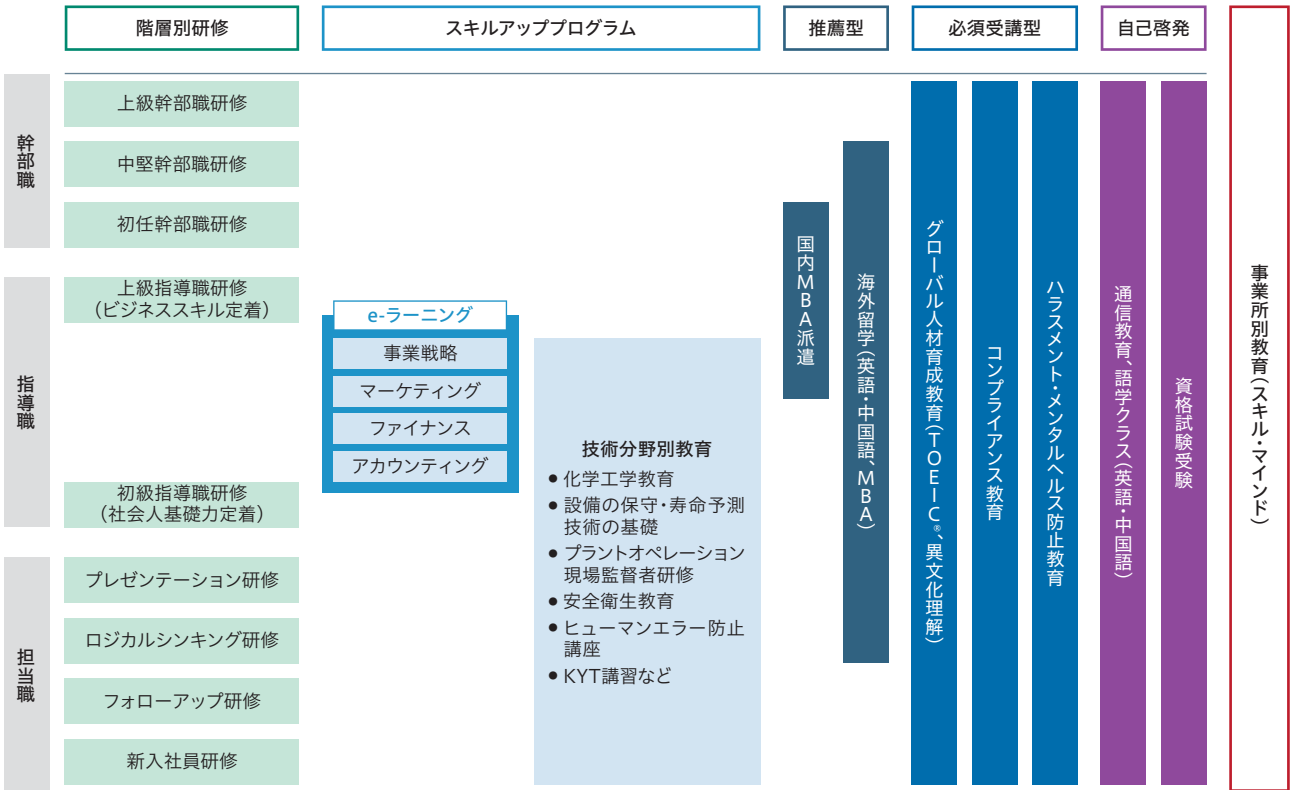 階層別研修
スキルアッププログラム
推薦型
必須受講型
自己啓発
幹部職
上級幹部職研修
中堅幹部職研修
初任幹部職研修
指導職
上級指導職研修
（ビジネススキル定着）
初級指導職研修
（社会人基礎力定着）
担当職
プレゼンテーション研修
ロジカルシンキング研修
フォローアップ研修
新入社員研修
e-ラーニング
事業戦略
マーケティング
ファイナンス
アカウンティング
技術分野別教育
● 化学工学教育
● 設備の保守・寿命予測
技術の基礎
● プラントオペレーション
現場監督者研修
● 安全衛生教育
● ヒューマンエラー防止
講座
● KYT講習など
国内MBA派遣
海外留学（英語・中国語、MBA）
グローバル人材育成教育（TOEIC®、異文化理解）
コンプライアンス教育
ハラスメント・メンタルヘルス防止教育
通信教育、語学クラス（英語・中国語）
資格試験受験
事業所別教育（スキル・マインド）